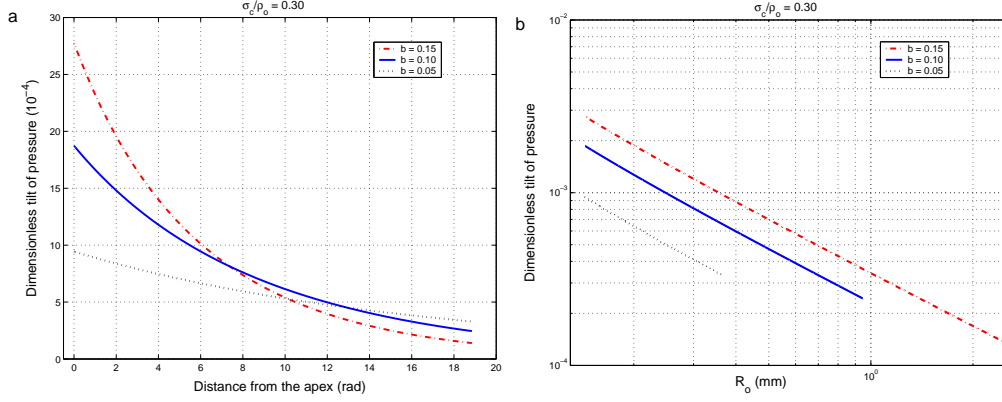 a
σc/ρo = 0.30
b = 0.15
b = 0.10
b = 0.05
Dimensionless tilt of pressure (10⁻⁴)
30
25
20
15
10
5
0
0 2 4 6 8 10 12 14 16 18 20
Distance from the apex (rad)
b
σc/ρo = 0.30
b = 0.15
b = 0.10
b = 0.05
Dimensionless tilt of pressure
10⁻²
10⁻³
10⁻⁴
10⁰
Ro (mm)